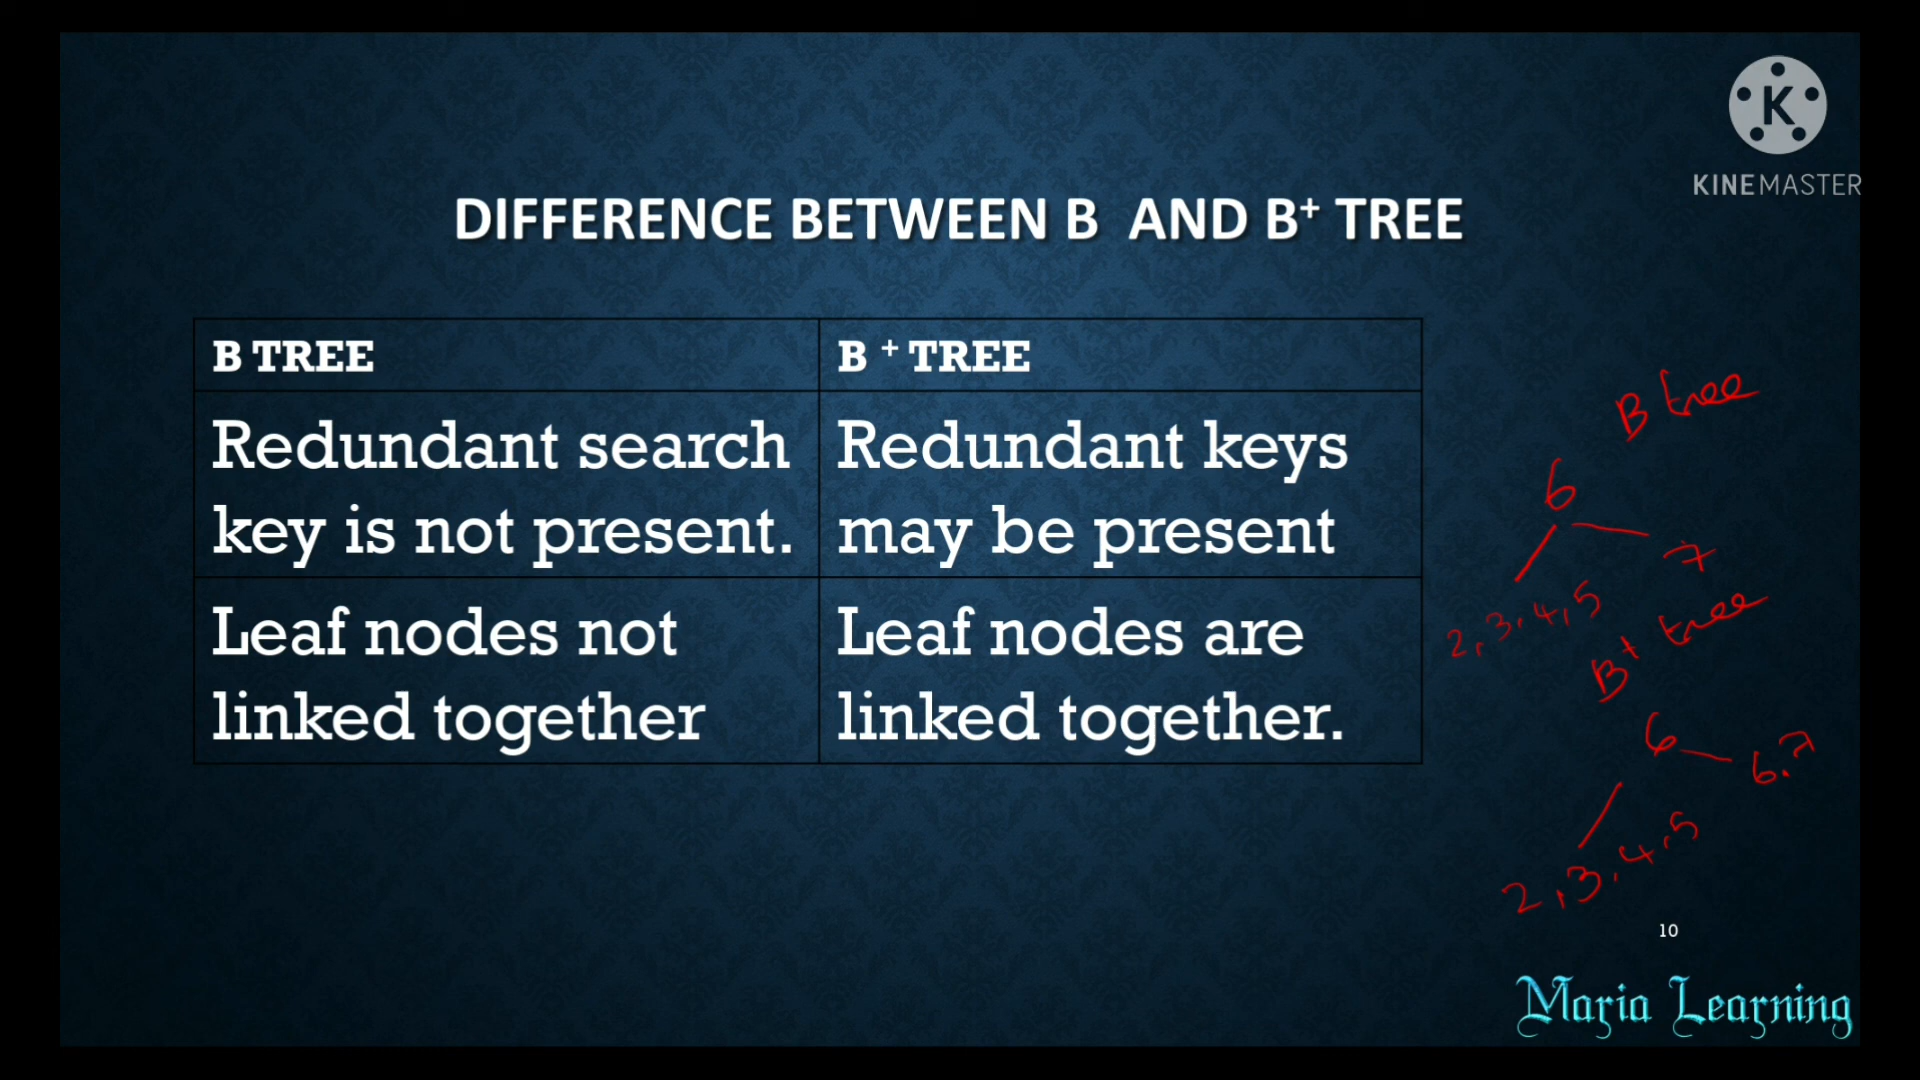 KINEMASTER
DIFFERENCE BETWEEN B AND B+ TREE
B TREE
B + TREE
Redundant search
key is not present.
Redundant keys
may be present
Leaf nodes not
linked together
Leaf nodes are
linked together.
B tree
6
7
2, 3, 4, 5
B+ tree
6
6.7
2, 3, 4, 5
10
Maria Learning